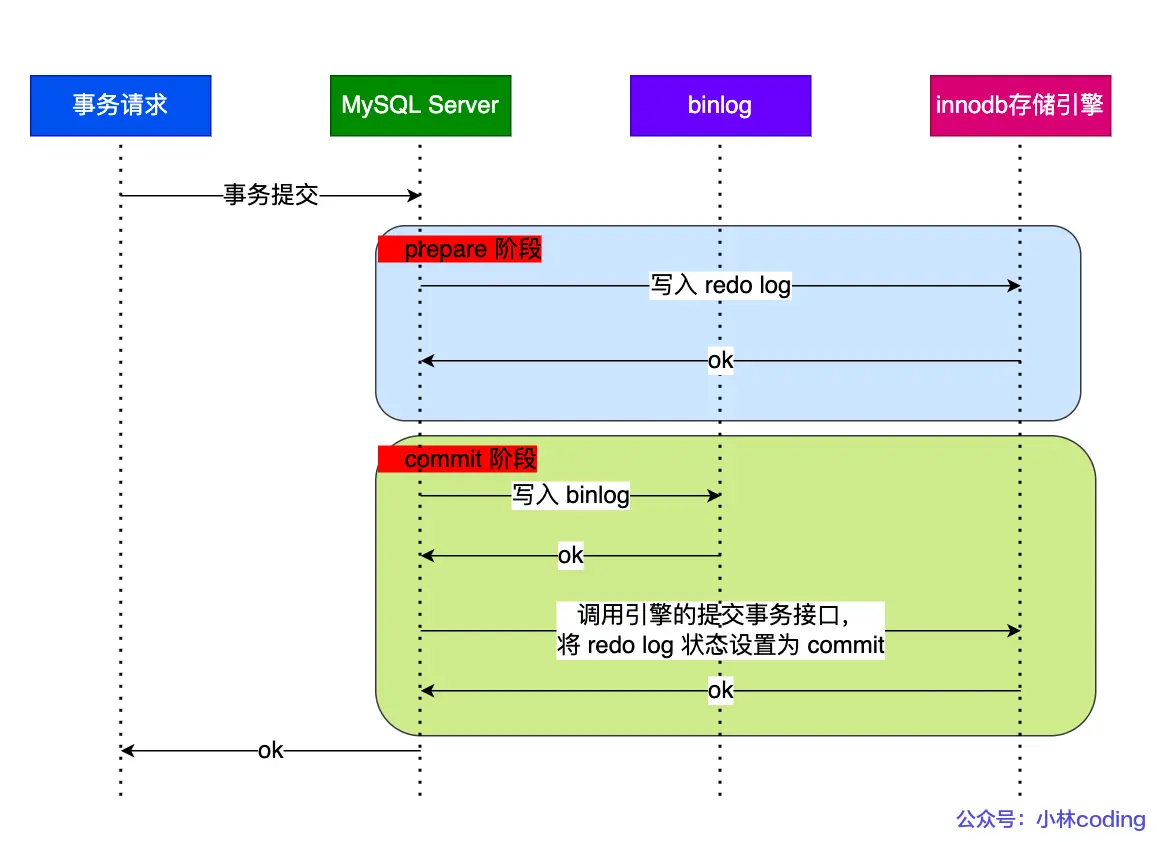 事务请求
MySQL Server
binlog
innodb存储引擎
事务提交
prepare 阶段
写入 redo log
ok
commit 阶段
写入 binlog
ok
调用引擎的提交事务接口，
将 redo log 状态设置为 commit
ok
ok
公众号：小林coding